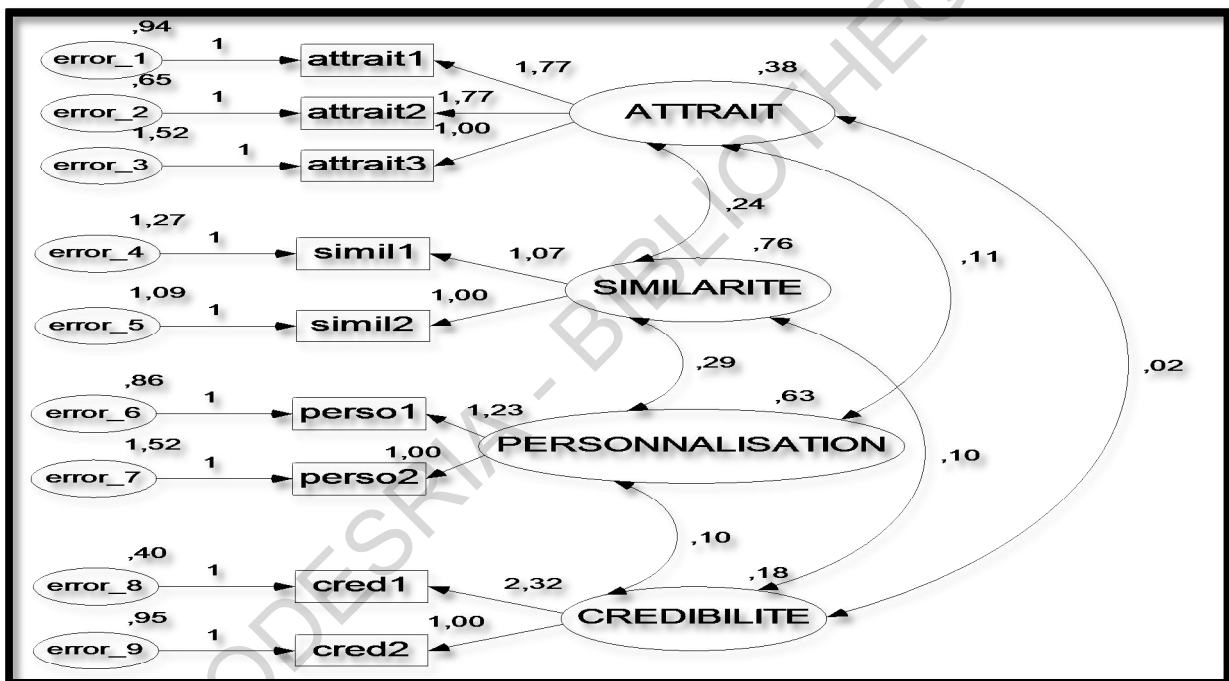 ,94
error_1 1 attrait1 1,77 ,38
,65
error_2 1 attrait2 1,77 ATTRAIT
1,52 1,00
error_3 1 attrait3
,24
1,27
error_4 1 simil1 1,07 ,76 ,11
SIMILARITE
1,09 1,00
error_5 1 simil2
,29 ,02
,86 ,63
error_6 1 perso1 1,23
PERSONNALISATION
1,52 1,00 ,10
error_7 1 perso2
,10
,40
error_8 1 cred1 2,32 ,18
CREDIBILITE
,95 1,00
error_9 1 cred2
ODESRIA - BIBLIOTHEQ